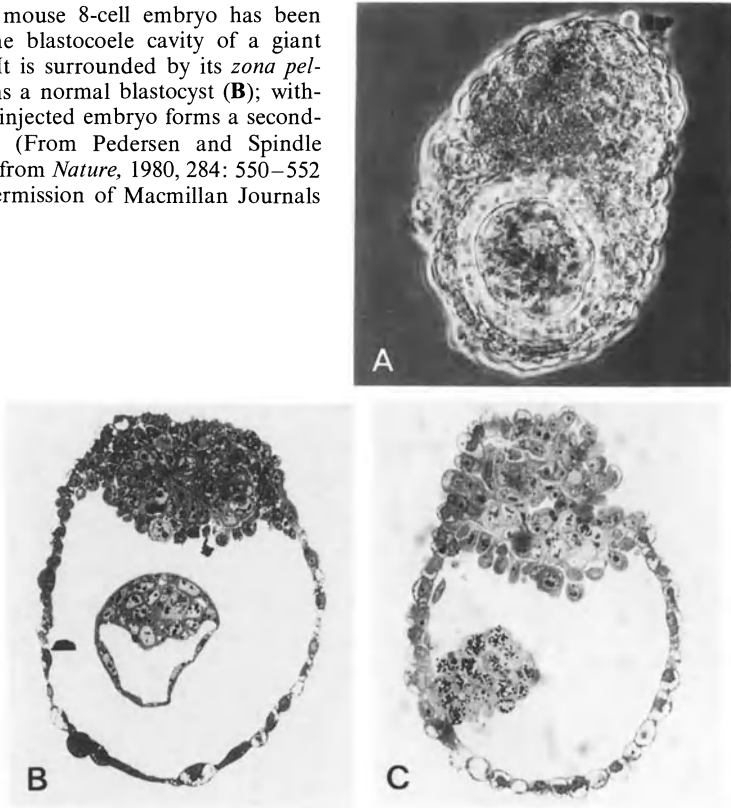 mouse 8-cell embryo has been
blastocoele cavity of a giant
It is surrounded by its zona pel-
a normal blastocyst (B); with-
injected embryo forms a second-
(From Pedersen and Spindle
from Nature, 1980, 284: 550–552
ermission of Macmillan Journals
A
B
C